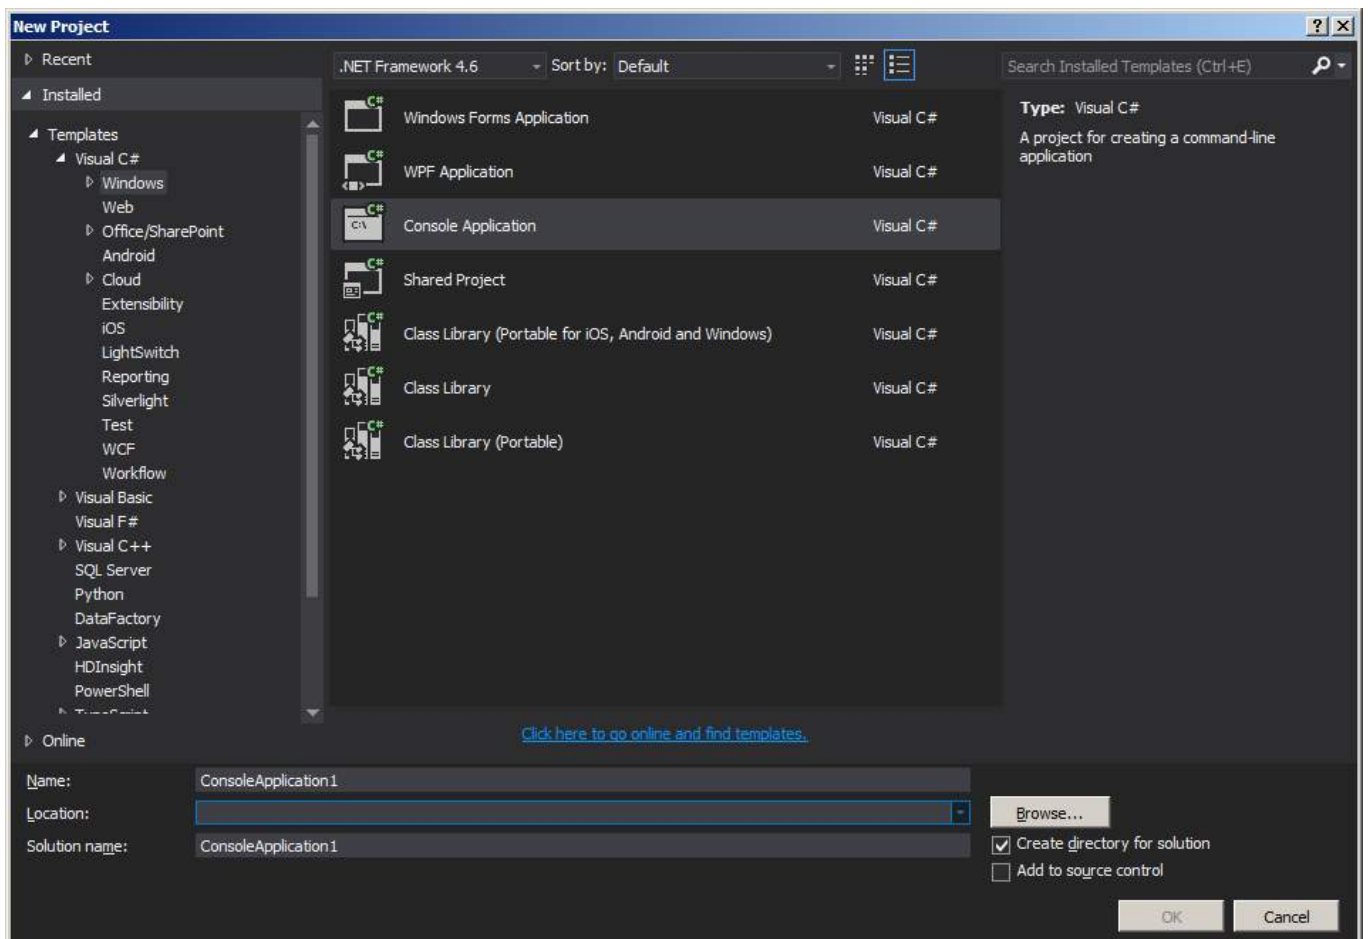 New Project
Recent
.NET Framework 4.6 Sort by: Default Search Installed Templates (Ctrl+E)
Installed
Templates
Visual C#
Windows
Web
Office/SharePoint
Android
Cloud
Extensibility
iOS
LightSwitch
Reporting
Silverlight
Test
WCF
Workflow
Visual Basic
Visual F#
Visual C++
SQL Server
Python
DataFactory
JavaScript
HDInsight
PowerShell
TypeScript
Online
C# Windows Forms Application Visual C#
C# WPF Application Visual C#
C# C:\ Console Application Visual C#
C# Shared Project Visual C#
C# Class Library (Portable for iOS, Android and Windows) Visual C#
C# Class Library Visual C#
C# Class Library (Portable) Visual C#
Click here to go online and find templates.
Type: Visual C#
A project for creating a command-line
application
Name: ConsoleApplication1
Location: Browse...
Solution name: ConsoleApplication1
Create directory for solution
Add to source control
OK Cancel